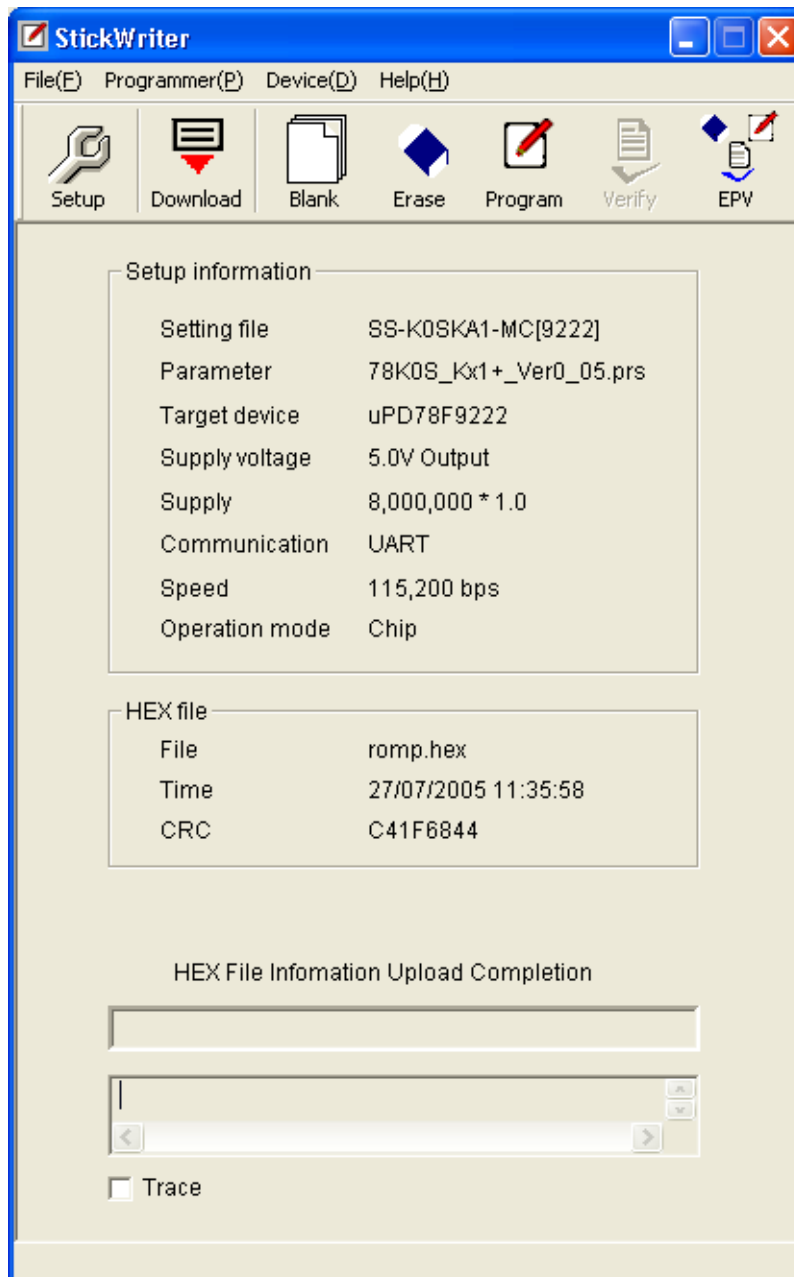 StickWriter
File(F) Programmer(P) Device(D) Help(H)
Setup Download Blank Erase Program Verify EPV
Setup information
Setting file SS-K0SKA1-MC[9222]
Parameter 78K0S_Kx1+_Ver0_05.prs
Target device uPD78F9222
Supply voltage 5.0V Output
Supply 8,000,000 * 1.0
Communication UART
Speed 115,200 bps
Operation mode Chip
HEX file
File romp.hex
Time 27/07/2005 11:35:58
CRC C41F6844
HEX File Infomation Upload Completion
Trace